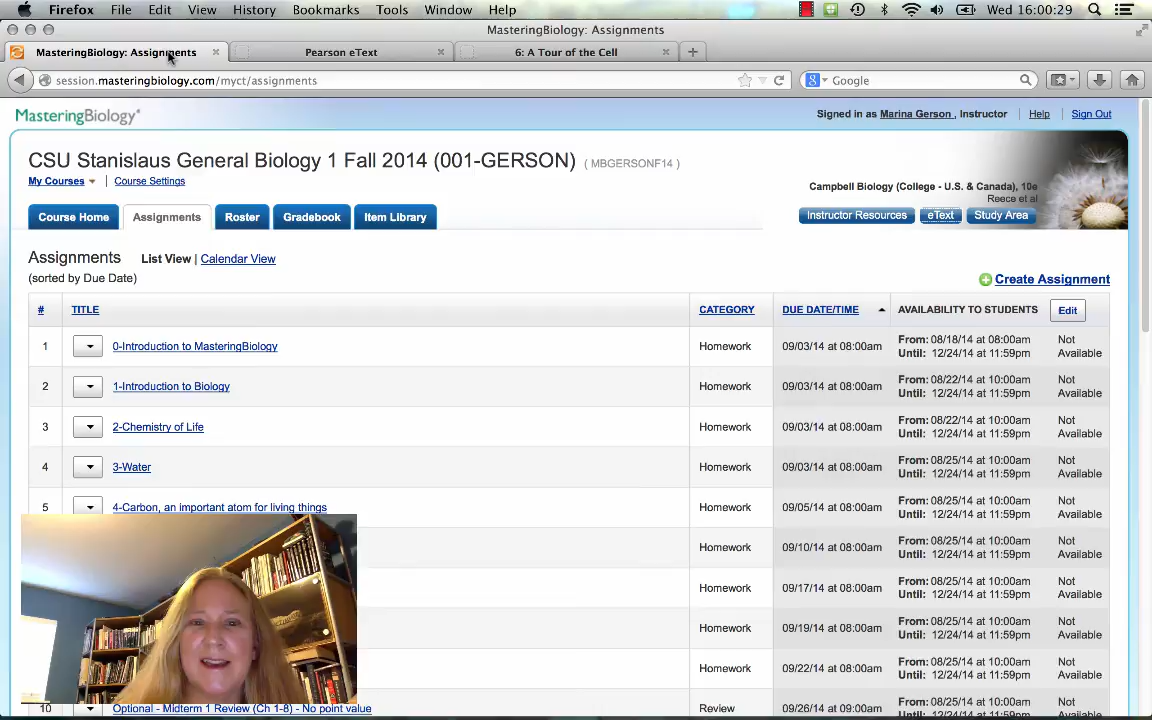 Firefox File Edit View History Bookmarks Tools Window Help Wed 16:00:29
MasteringBiology: Assignments
MasteringBiology: Assignments Pearson eText 6: A Tour of the Cell
session.masteringbiology.com/myct/assignments Google
MasteringBiology® Signed in as Marina Gerson , Instructor | Help | Sign Out
CSU Stanislaus General Biology 1 Fall 2014 (001-GERSON) ( MBGERSONF14 )
My Courses | Course Settings
Campbell Biology (College - U.S. & Canada), 10e
Reece et al
Instructor Resources eText Study Area
Course Home Assignments Roster Gradebook Item Library
Assignments List View | Calendar View
(sorted by Due Date)
Create Assignment
# TITLE CATEGORY DUE DATE/TIME AVAILABILITY TO STUDENTS Edit
1 0-Introduction to MasteringBiology Homework 09/03/14 at 08:00am From: 08/18/14 at 08:00am Not
Until: 12/24/14 at 11:59pm Available
2 1-Introduction to Biology Homework 09/03/14 at 08:00am From: 08/22/14 at 10:00am Not
Until: 12/24/14 at 11:59pm Available
3 2-Chemistry of Life Homework 09/03/14 at 08:00am From: 08/22/14 at 10:00am Not
Until: 12/24/14 at 11:59pm Available
4 3-Water Homework 09/03/14 at 08:00am From: 08/25/14 at 10:00am Not
Until: 12/24/14 at 11:59pm Available
5 4-Carbon, an important atom for living things Homework 09/05/14 at 08:00am From: 08/25/14 at 10:00am Not
Until: 12/24/14 at 11:59pm Available
Homework 09/10/14 at 08:00am From: 08/25/14 at 10:00am Not
Until: 12/24/14 at 11:59pm Available
Homework 09/17/14 at 08:00am From: 08/25/14 at 10:00am Not
Until: 12/24/14 at 11:59pm Available
Homework 09/19/14 at 08:00am From: 08/25/14 at 10:00am Not
Until: 12/24/14 at 11:59pm Available
Homework 09/22/14 at 08:00am From: 08/25/14 at 10:00am Not
Until: 12/24/14 at 11:59pm Available
10 Optional - Midterm 1 Review (Ch 1-8) - No point value Review 09/26/14 at 09:00am From: 08/25/14 at 10:00am Not